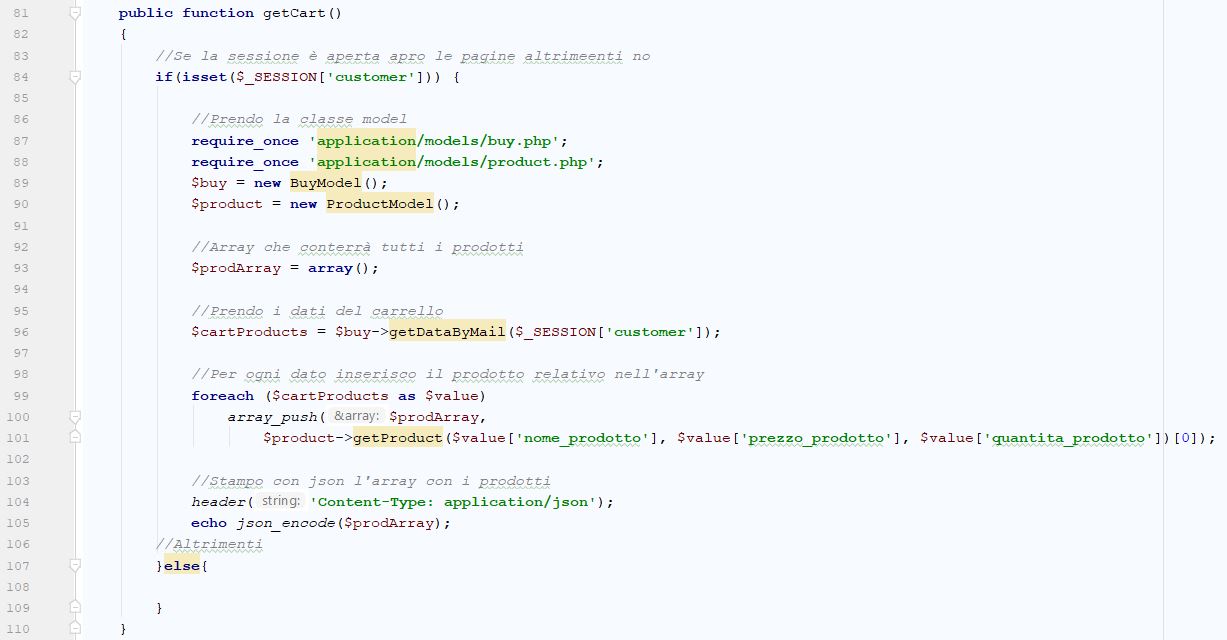 81 public function getCart()
82 {
83 //Se la sessione è aperta apro le pagine altrimeenti no
84 if(isset($_SESSION['customer'])) {
85
86 //Prendo la classe model
87 require_once 'application/models/buy.php';
88 require_once 'application/models/product.php';
89 $buy = new BuyModel();
90 $product = new ProductModel();
91
92 //Array che conterrà tutti i prodotti
93 $prodArray = array();
94
95 //Prendo i dati del carrello
96 $cartProducts = $buy->getDataByMail($_SESSION['customer']);
97
98 //Per ogni dato inserisco il prodotto relativo nell'array
99 foreach ($cartProducts as $value)
100 array_push( &array: $prodArray,
101 $product->getProduct($value['nome_prodotto'], $value['prezzo_prodotto'], $value['quantita_prodotto'])[0]);
102
103 //Stampo con json l'array con i prodotti
104 header( string: 'Content-Type: application/json');
105 echo json_encode($prodArray);
106 //Altrimenti
107 }else{
108
109 }
110 }